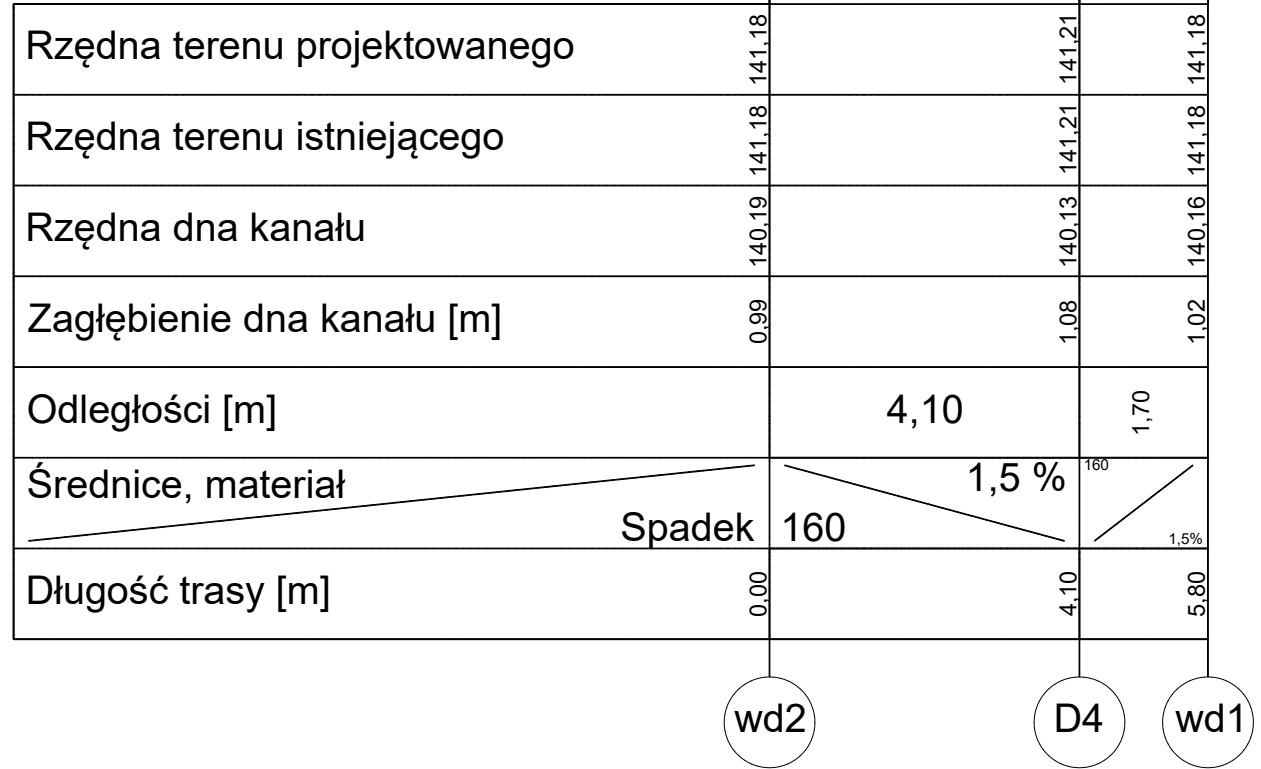 Rzędna terenu projektowanego 141,18 141,21 141,18
Rzędna terenu istniejącego 141,18 141,21 141,18
Rzędna dna kanału 140,19 140,13 140,16
Zagłębienie dna kanału [m] 0,99 1,08 1,02
Odległości [m] 4,10 1,70
Średnice, materiał 1,5 % 160
Spadek 160 1,5%
Długość trasy [m] 0,00 4,10 5,80
wd2 D4 wd1